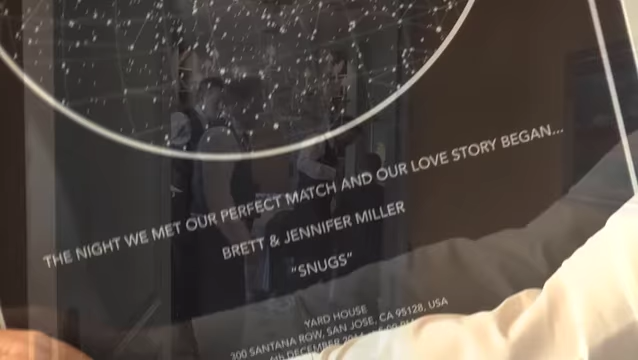 THE NIGHT WE MET OUR PERFECT MATCH AND OUR LOVE STORY BEGAN...
BRETT & JENNIFER MILLER
"SNUGS"
YARD HOUSE
300 SANTANA ROW, SAN JOSE, CA 95128, USA
DECEMBER